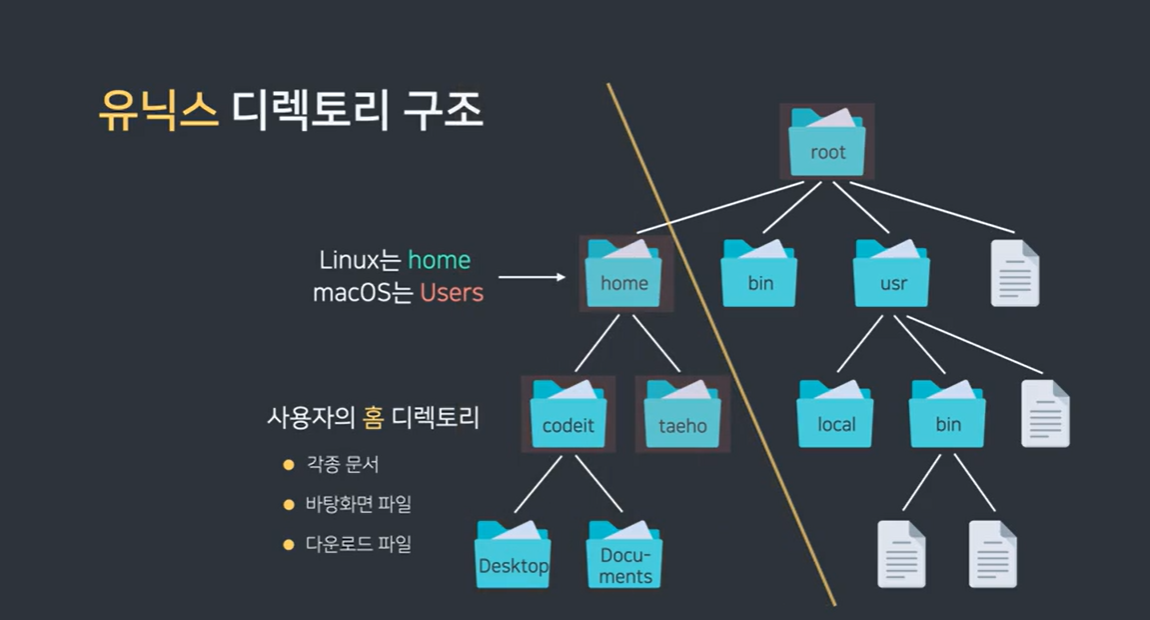 유닉스 디렉토리 구조
root
Linux는 home
macOS는 Users
home
bin
usr
사용자의 홈 디렉토리
각종 문서
바탕화면 파일
다운로드 파일
codeit
taeho
local
bin
Desktop
Docu-
ments